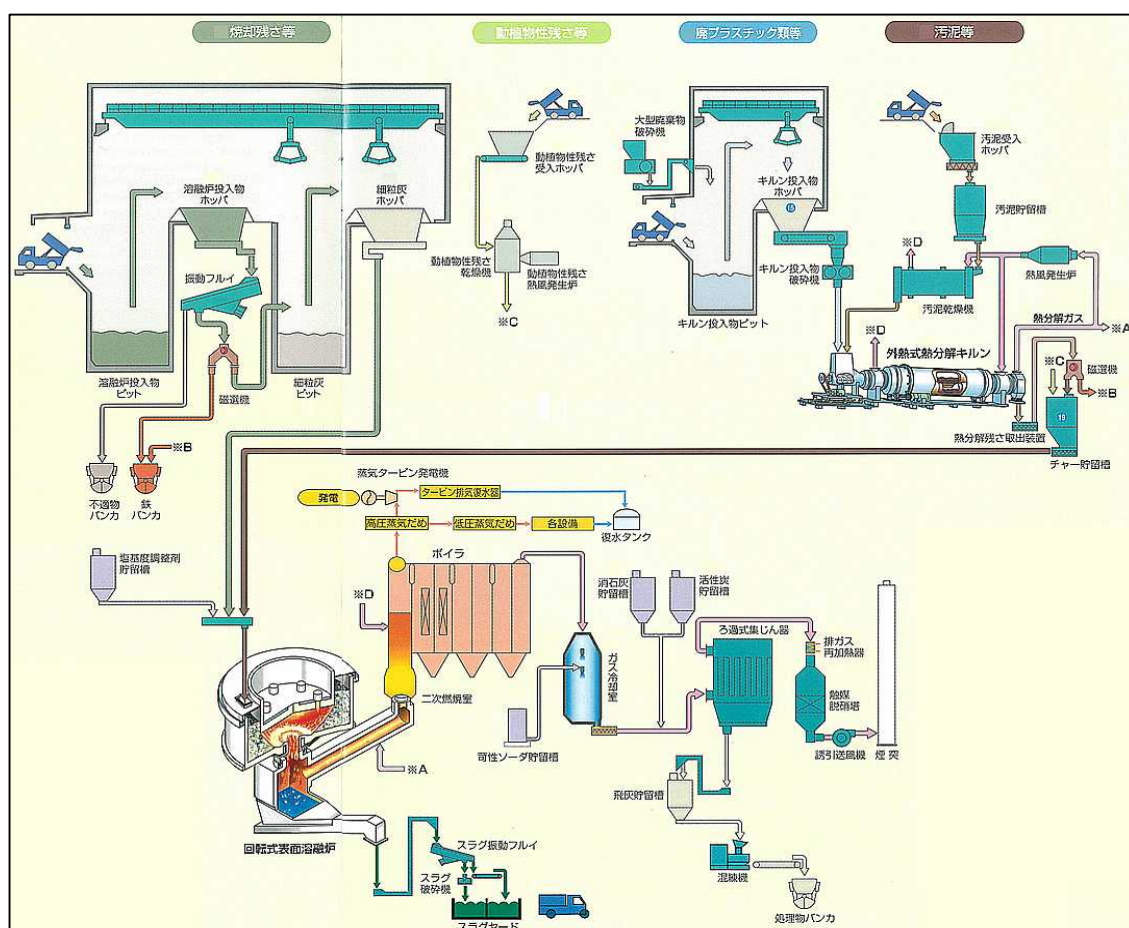 焼却残さ等
動植物性残さ等
廃プラスチック類等
汚泥等
溶融炉投入物
ホッパ
細粒灰
ホッパ
振動フルイ
溶融炉投入物
ピット
磁選機
細粒灰
ピット
※B
不適物
バンカ
鉄
バンカ
動植物性残さ
受入ホッパ
動植物性残さ
乾燥機
動植物性残さ
熱風発生炉
※C
大型廃棄物
破砕機
キルン投入物
ホッパ
15
キルン投入物
破砕機
キルン投入物ピット
汚泥受入
ホッパ
汚泥貯留槽
※D
熱風発生炉
汚泥乾燥機
熱分解ガス
※A
※D
外熱式熱分解キルン
※C
磁選機
※B
19
熱分解残さ取出装置
チャー貯留槽
蒸気タービン発電機
発電
タービン排気復水器
高圧蒸気だめ
低圧蒸気だめ
各設備
復水タンク
塩基度調整剤
貯留槽
ボイラ
※D
二次燃焼室
※A
回転式表面溶融炉
消石灰
貯留槽
活性炭
貯留槽
ガス冷却室
苛性ソーダ貯留槽
ろ過式集じん器
排ガス
再加熱器
触媒
脱硝塔
誘引送風機
煙突
飛灰貯留槽
混練機
処理物バンカ
スラグ振動フルイ
スラグ
破砕機
スラグヤード